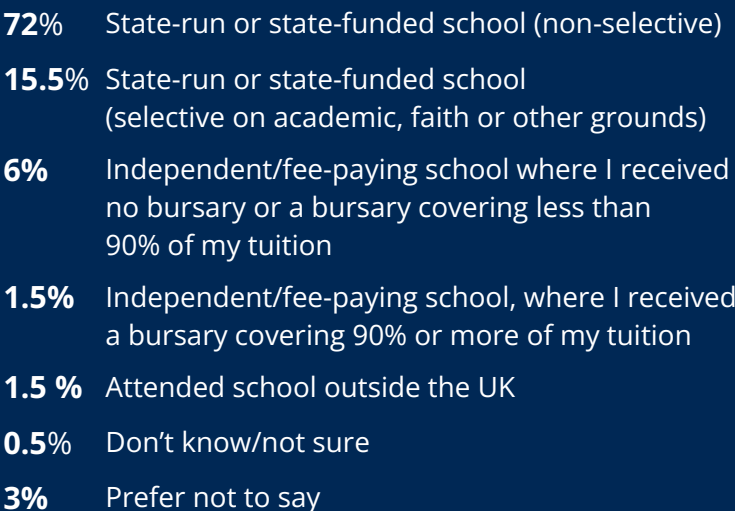 72% State-run or state-funded school (non-selective)
15.5% State-run or state-funded school
(selective on academic, faith or other grounds)
6% Independent/fee-paying school where I received
no bursary or a bursary covering less than
90% of my tuition
1.5% Independent/fee-paying school, where I received
a bursary covering 90% or more of my tuition
1.5 % Attended school outside the UK
0.5% Don’t know/not sure
3% Prefer not to say